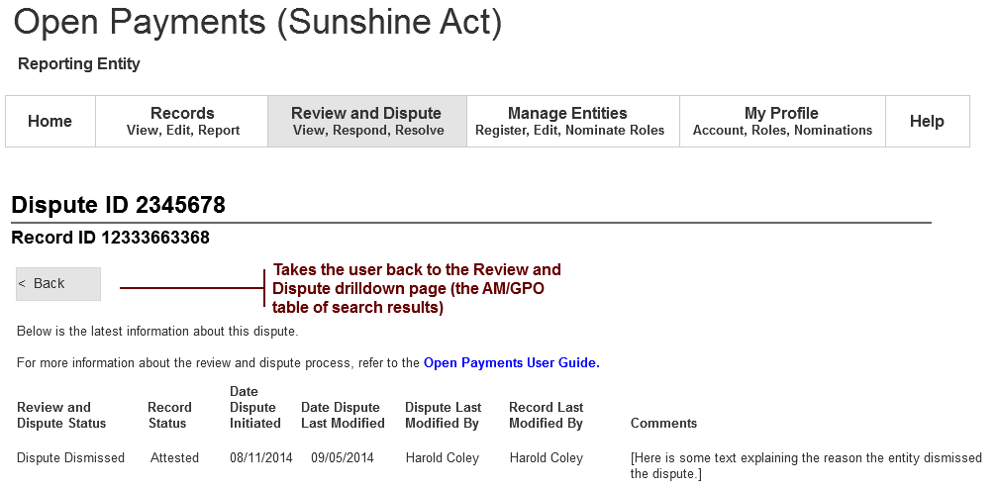 Open Payments (Sunshine Act)
Reporting Entity
Home
Records
View, Edit, Report
Review and Dispute
View, Respond, Resolve
Manage Entities
Register, Edit, Nominate Roles
My Profile
Account, Roles, Nominations
Help
Dispute ID 2345678
Record ID 12333663368
< Back
Takes the user back to the Review and
Dispute drilldown page (the AM/GPO
table of search results)
Below is the latest information about this dispute.
For more information about the review and dispute process, refer to the Open Payments User Guide.
Review and
Dispute Status
Record
Status
Date
Dispute
Initiated
Date Dispute
Last Modified
Dispute Last
Modified By
Record Last
Modified By
Comments
Dispute Dismissed
Attested
08/11/2014
09/05/2014
Harold Coley
Harold Coley
[Here is some text explaining the reason the entity dismissed
the dispute.]